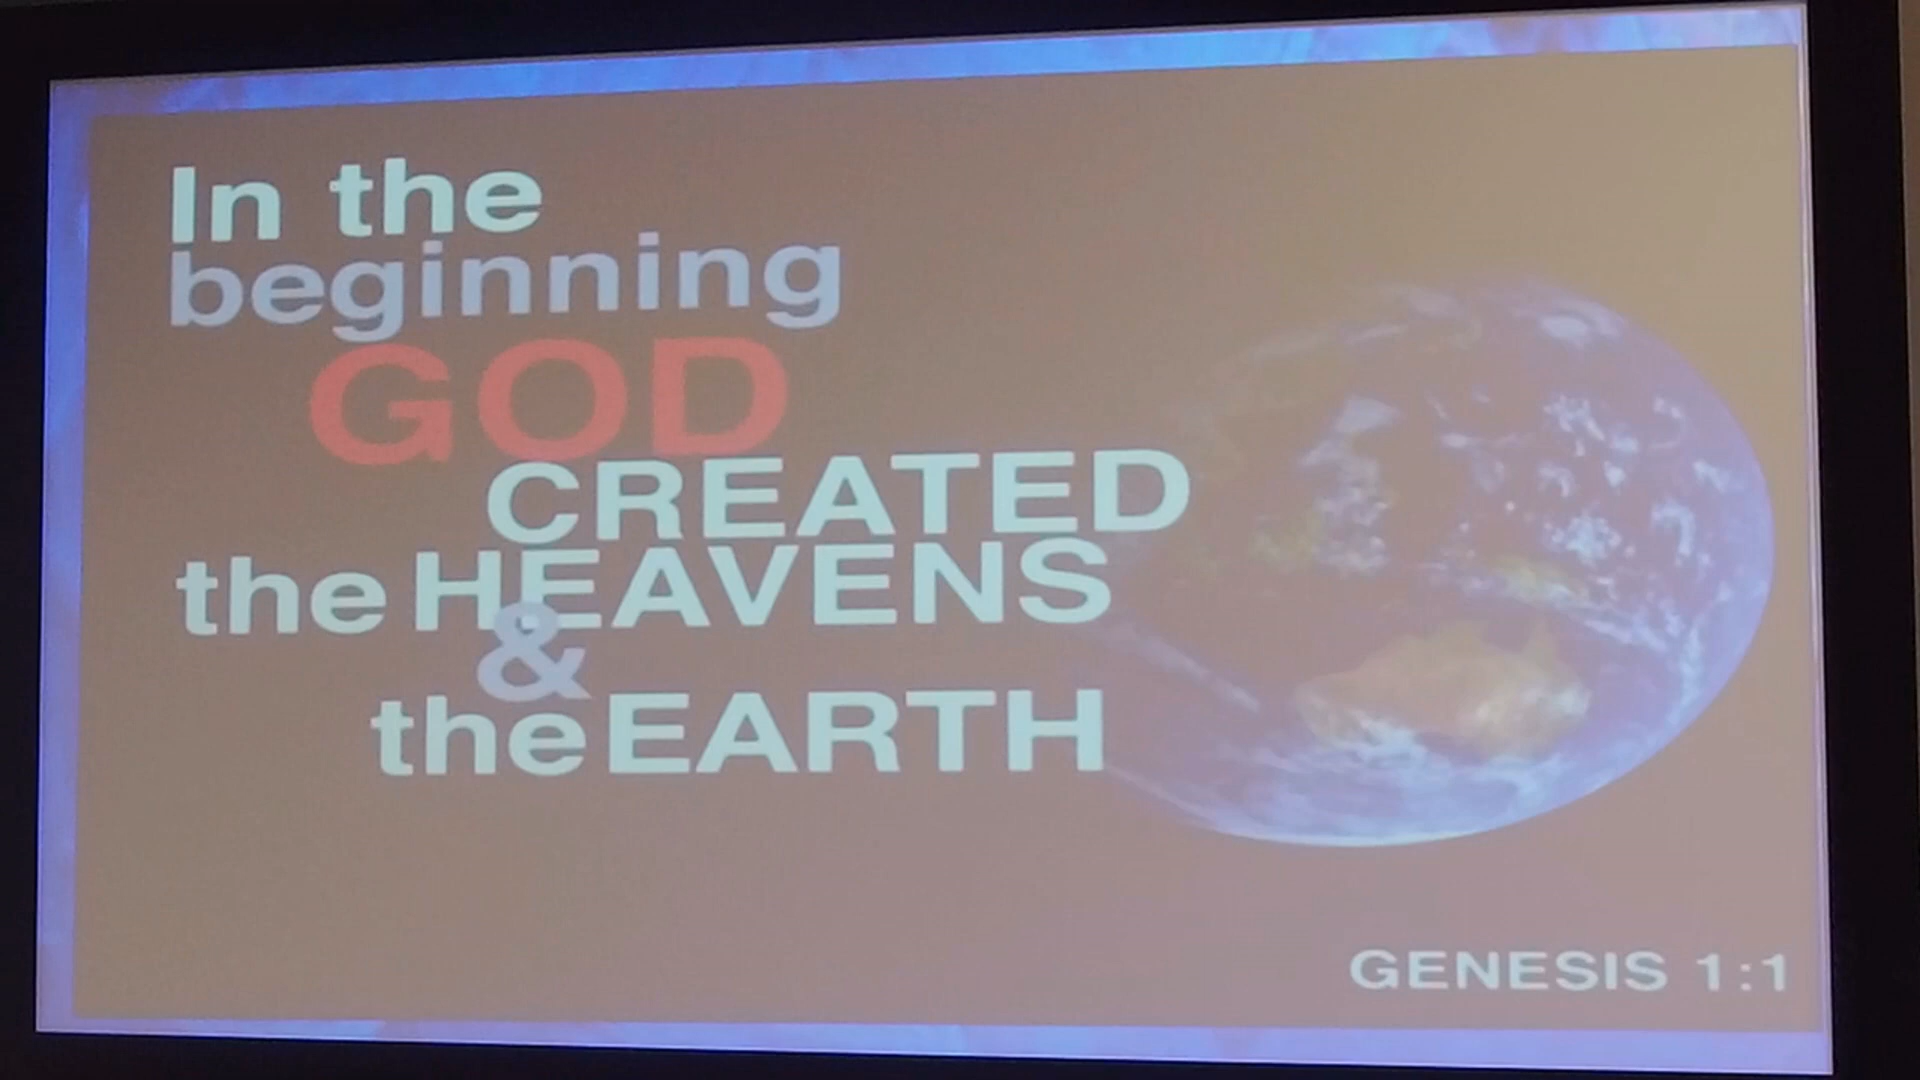 In the
beginning
GOD
CREATED
the HEAVENS
&
the EARTH
GENESIS 1:1